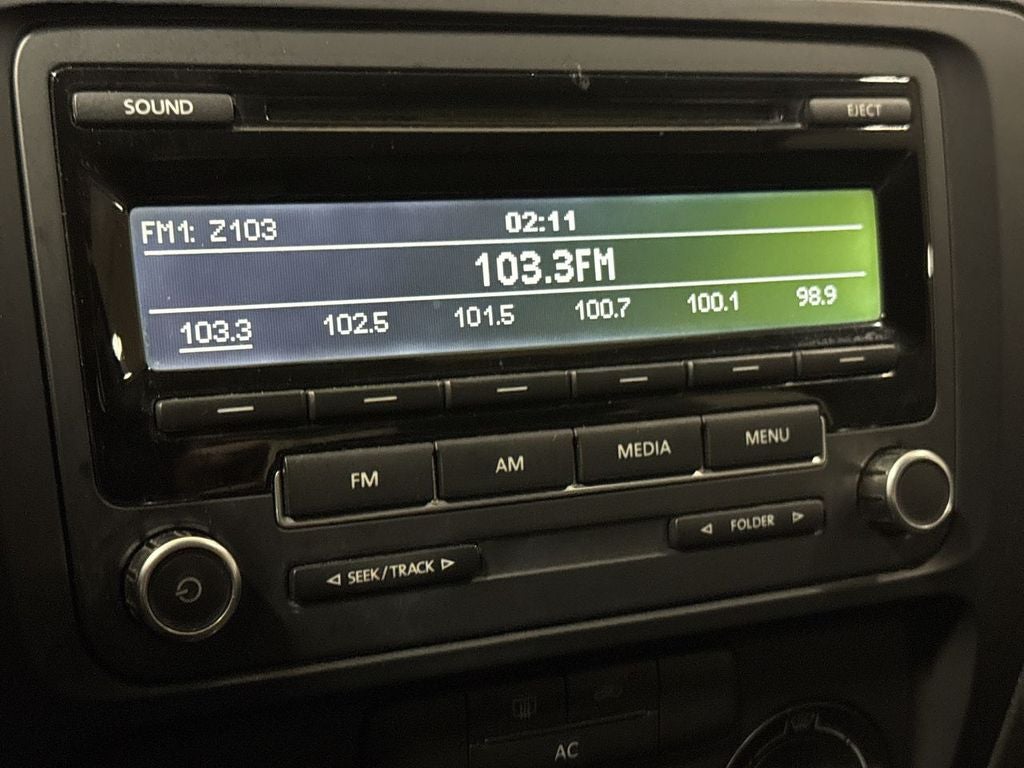 SOUND
EJECT
FM1: Z103 02:11
103.3FM
103.3 102.5 101.5 100.7 100.1 98.9
FM AM MEDIA MENU
◁ SEEK/TRACK ▷
◁ FOLDER ▷
AC